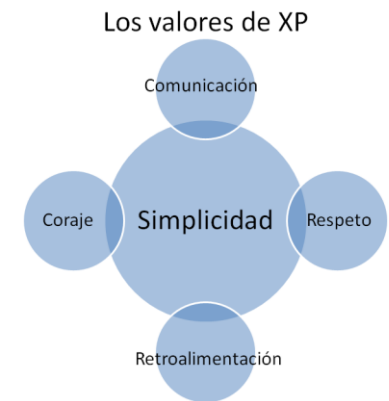 Los valores de XP
Comunicación
Coraje
Simplicidad
Respeto
Retroalimentación